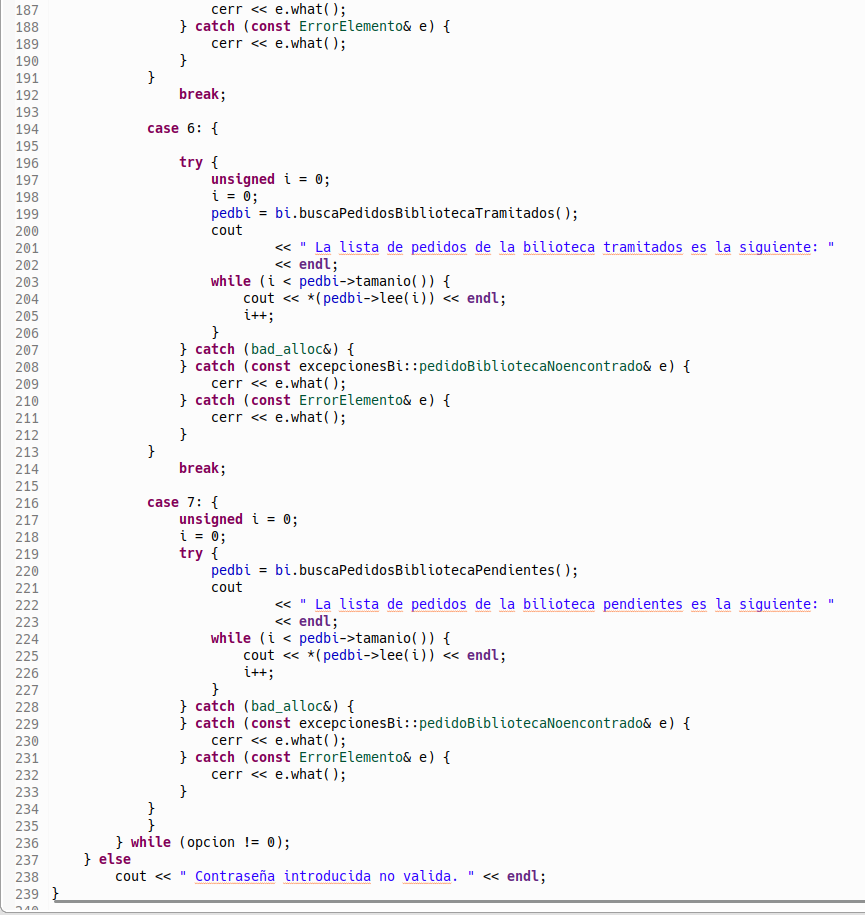 187 cerr << e.what();
188 } catch (const ErrorElemento& e) {
189 cerr << e.what();
190 }
191 }
192 break;
193
194 case 6: {
195
196 try {
197 unsigned i = 0;
198 i = 0;
199 pedbi = bi.buscaPedidosBibliotecaTramitados();
200 cout
201 << " La lista de pedidos de la bilioteca tramitados es la siguiente: "
202 << endl;
203 while (i < pedbi->tamanio()) {
204 cout << *(pedbi->lee(i)) << endl;
205 i++;
206 }
207 } catch (bad_alloc&) {
208 } catch (const excepcionesBi::pedidoBibliotecaNoencontrado& e) {
209 cerr << e.what();
210 } catch (const ErrorElemento& e) {
211 cerr << e.what();
212 }
213 }
214 break;
215
216 case 7: {
217 unsigned i = 0;
218 i = 0;
219 try {
220 pedbi = bi.buscaPedidosBibliotecaPendientes();
221 cout
222 << " La lista de pedidos de la bilioteca pendientes es la siguiente: "
223 << endl;
224 while (i < pedbi->tamanio()) {
225 cout << *(pedbi->lee(i)) << endl;
226 i++;
227 }
228 } catch (bad_alloc&) {
229 } catch (const excepcionesBi::pedidoBibliotecaNoencontrado& e) {
230 cerr << e.what();
231 } catch (const ErrorElemento& e) {
232 cerr << e.what();
233 }
234 }
235 }
236 } while (opcion != 0);
237 } else
238 cout << " Contraseña introducida no valida. " << endl;
239 }